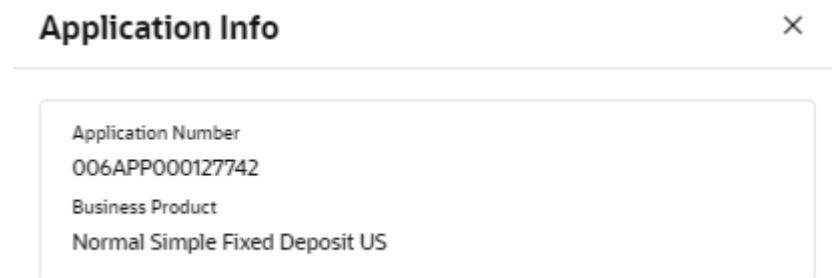 Application Info
Application Number
006APP000127742
Business Product
Normal Simple Fixed Deposit US